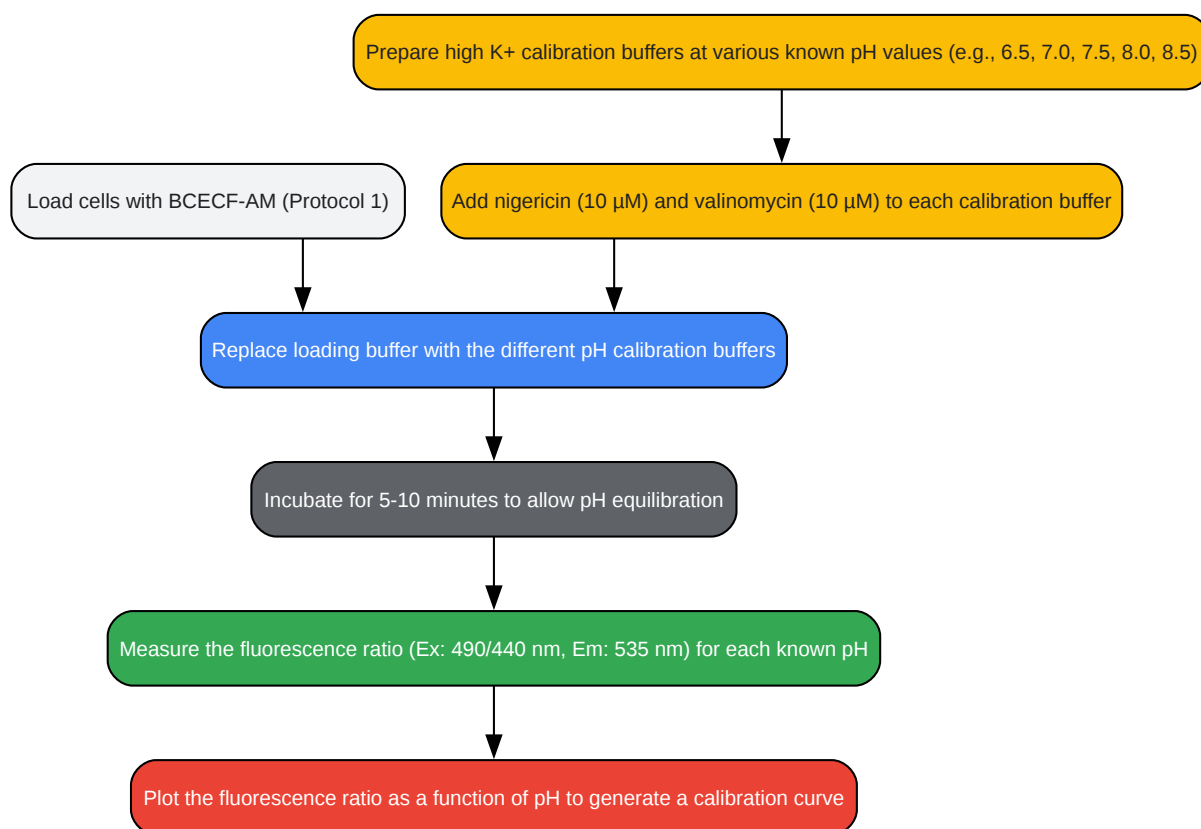 Prepare high K+ calibration buffers at various known pH values (e.g., 6.5, 7.0, 7.5, 8.0, 8.5)
Load cells with BCECF-AM (Protocol 1)
Add nigericin (10 µM) and valinomycin (10 µM) to each calibration buffer
Replace loading buffer with the different pH calibration buffers
Incubate for 5-10 minutes to allow pH equilibration
Measure the fluorescence ratio (Ex: 490/440 nm, Em: 535 nm) for each known pH
Plot the fluorescence ratio as a function of pH to generate a calibration curve